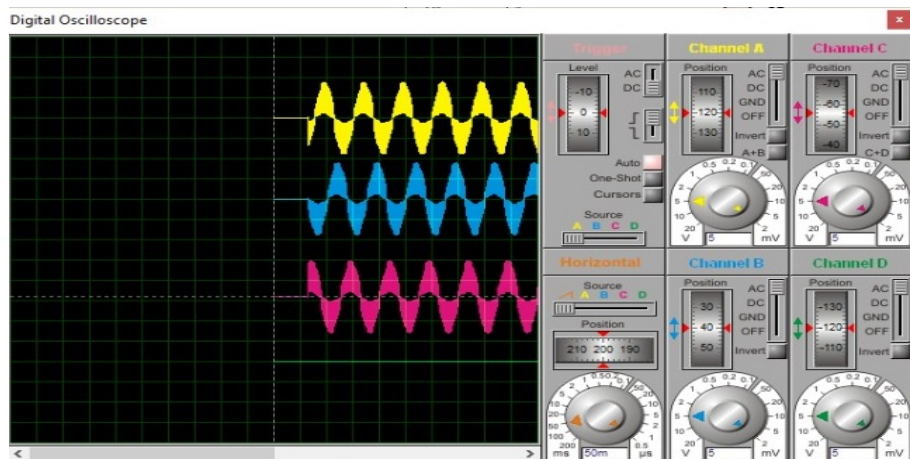 Digital Oscilloscope
Trigger
Level
AC
DC
-10
0
10
Auto
One-Shot
Cursors
Source
A B C D
Channel A
Position
AC
DC
GND
OFF
110
120
130
Invert
A+B
5
V
mV
Channel C
Position
AC
DC
GND
OFF
-70
-60
-50
-40
Invert
C+D
5
V
mV
Horizontal
Source
A B C D
Position
210 200 190
ms
50m
µs
Channel B
Position
AC
DC
GND
OFF
30
40
50
Invert
5
V
mV
Channel D
Position
AC
DC
GND
OFF
-130
-120
-110
Invert
5
V
mV